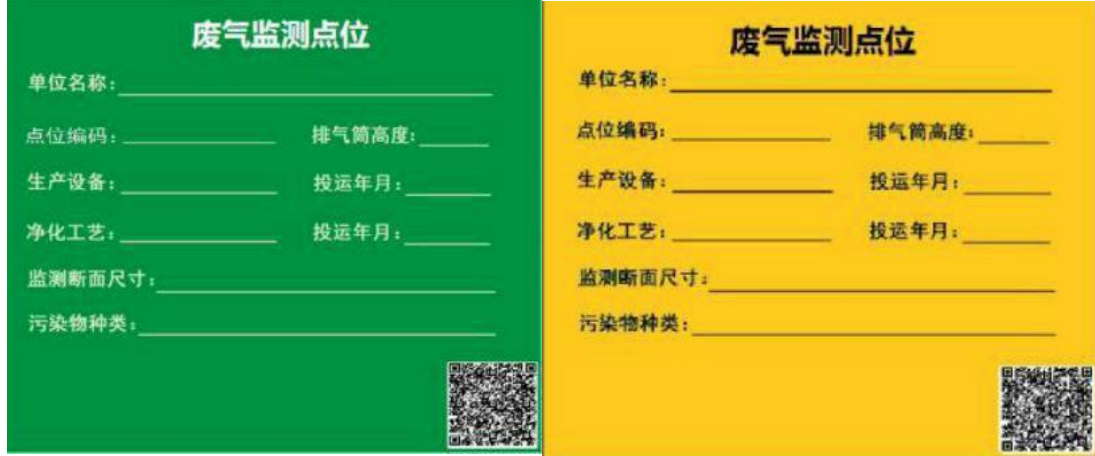 废气监测点位
单位名称：
点位编码： 排气筒高度：
生产设备： 投运年月：
净化工艺： 投运年月：
监测断面尺寸：
污染物种类：
废气监测点位
单位名称：
点位编码： 排气筒高度：
生产设备： 投运年月：
净化工艺： 投运年月：
监测断面尺寸：
污染物种类：